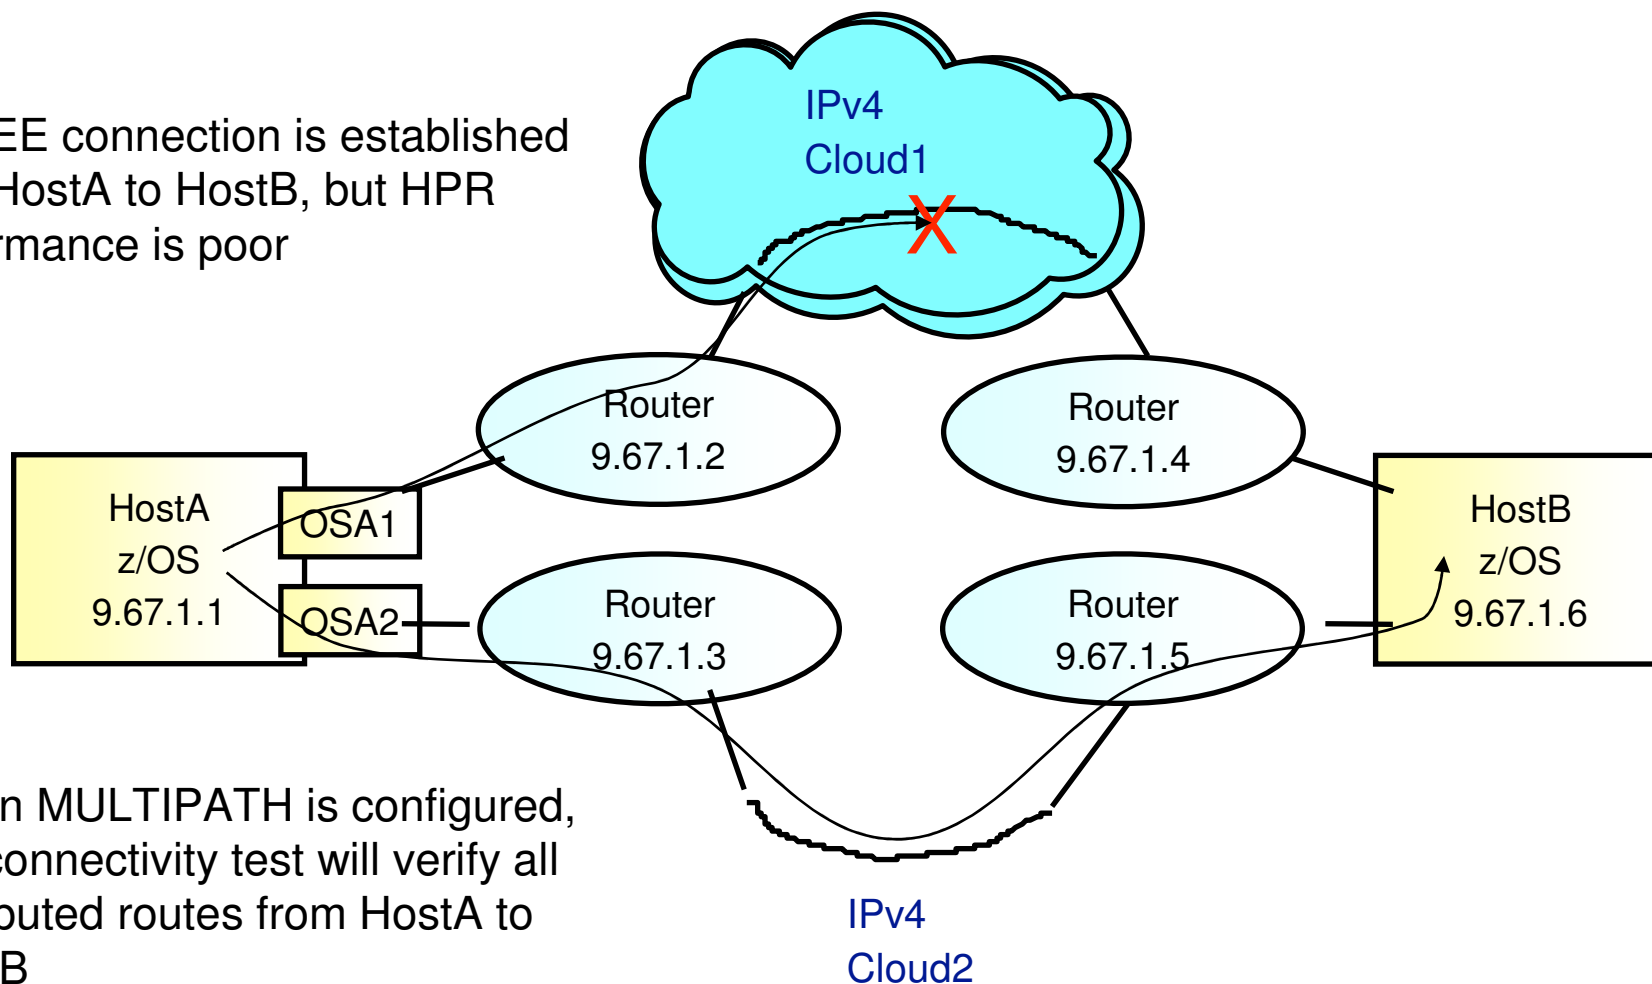 EE connection is established
HostA to HostB, but HPR
rmance is poor
IPv4
Cloud1
X
Router
9.67.1.2
Router
9.67.1.4
HostA
z/OS
9.67.1.1
OSA1
OSA2
HostB
z/OS
9.67.1.6
Router
9.67.1.3
Router
9.67.1.5
n MULTIPATH is configured,
connectivity test will verify all
buted routes from HostA to
B
IPv4
Cloud2